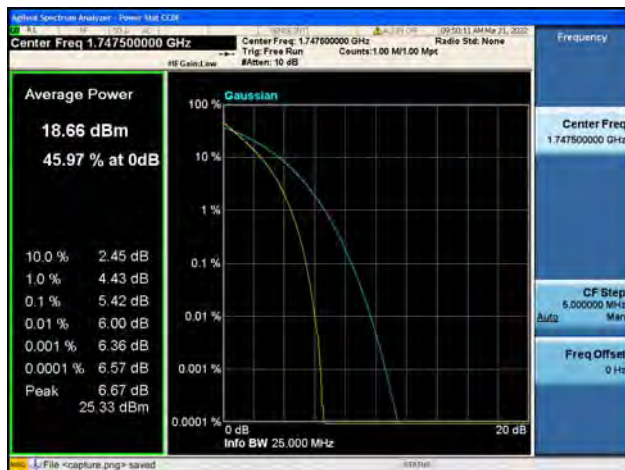 Agilent Spectrum Analyzer - Power Stat CCDF
Center Freq 1.747500000 GHz
09:50:11 AM Mar 21, 2022
Center Freq: 1.747500000 GHz
Radio Std: None
Trig: Free Run
Counts:1.00 M/1.00 Mpt
#IFGain:Low
#Atten: 10 dB
Average Power
18.66 dBm
45.97 % at 0dB
10.0 % 2.45 dB
1.0 % 4.43 dB
0.1 % 5.42 dB
0.01 % 6.00 dB
0.001 % 6.36 dB
0.0001 % 6.57 dB
Peak 6.67 dB
25.33 dBm
Gaussian
100 %
10 %
1 %
0.1 %
0.01 %
0.001 %
0.0001 %
0 dB
20 dB
Info BW 25.000 MHz
Frequency
Center Freq
1.747500000 GHz
CF Step
5.000000 MHz
Auto Man
Freq Offset
0 Hz
MSG
File <capture.png> saved
STATUS